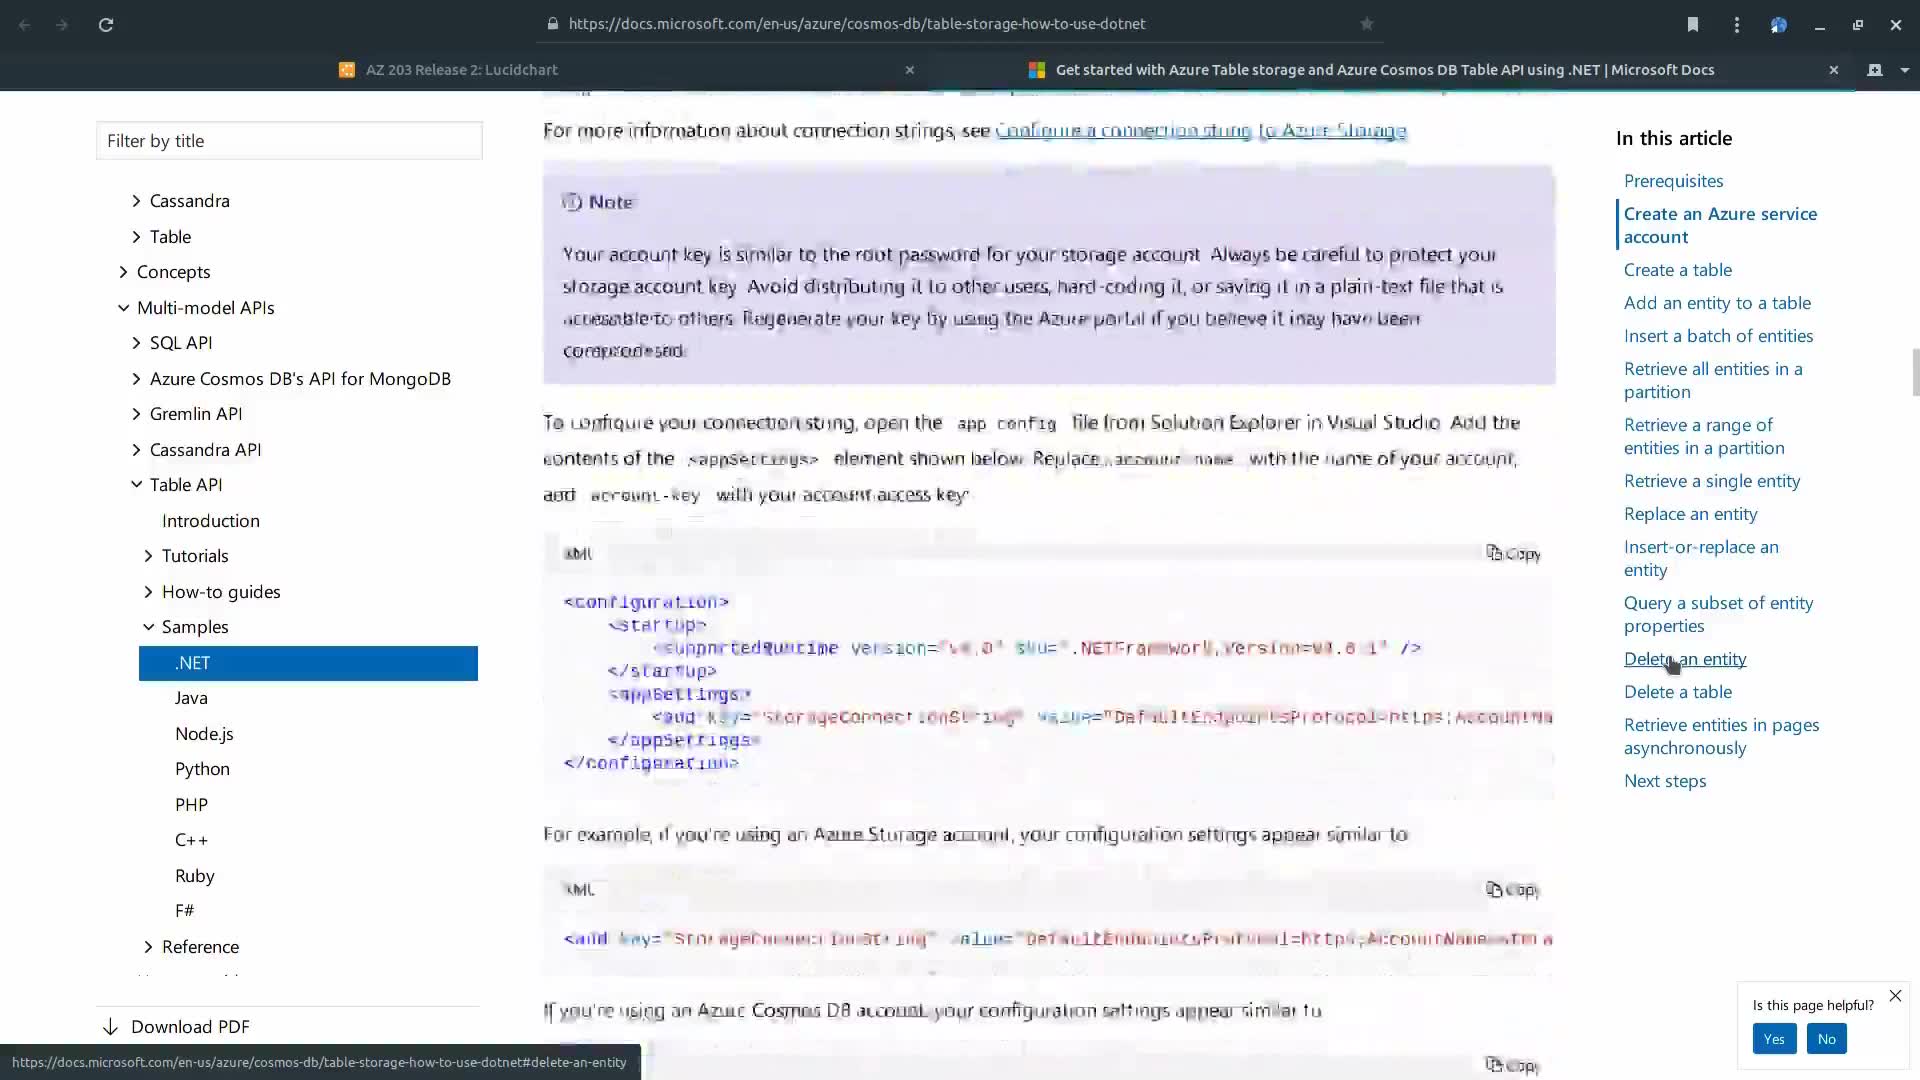 https://docs.microsoft.com/en-us/azure/cosmos-db/table-storage-how-to-use-dotnet
AZ 203 Release 2: Lucidchart
Get started with Azure Table storage and Azure Cosmos DB Table API using .NET | Microsoft Docs
Filter by title
Cassandra
Table
Concepts
Multi-model APIs
SQL API
Azure Cosmos DB's API for MongoDB
Gremlin API
Cassandra API
Table API
Introduction
Tutorials
How-to guides
Samples
.NET
Java
Node.js
Python
PHP
C++
Ruby
F#
Reference
Download PDF
For more information about connection strings, see Configure a connection string to Azure Storage
Note
Your account key is similar to the root password for your storage account. Always be careful to protect your
storage account key. Avoid distributing it to other users, hard-coding it, or saving it in a plain-text file that is
accessible to others. Regenerate your key by using the Azure portal if you believe it may have been
compromised.
To configure your connection string, open the app.config file from Solution Explorer in Visual Studio. Add the
contents of the <appSettings> element shown below. Replace account-name with the name of your account,
and account-key with your account access key:
XML
Copy
<configuration>
<startup>
<supportedRuntime version="v4.0" sku=".NETFramework,Version=v4.6.1" />
</startup>
<appSettings>
<add key="StorageConnectionString" value="DefaultEndpointsProtocol=https;AccountNa
</appSettings>
</configuration>
For example, if you're using an Azure Storage account, your configuration settings appear similar to
XML
Copy
<add key="StorageConnectionString" value="DefaultEndpointsProtocol=https;AccountName=
If you're using an Azure Cosmos DB account, your configuration settings appear similar to
Copy
In this article
Prerequisites
Create an Azure service
account
Create a table
Add an entity to a table
Insert a batch of entities
Retrieve all entities in a
partition
Retrieve a range of
entities in a partition
Retrieve a single entity
Replace an entity
Insert-or-replace an
entity
Query a subset of entity
properties
Delete an entity
Delete a table
Retrieve entities in pages
asynchronously
Next steps
Is this page helpful?
Yes
No
https://docs.microsoft.com/en-us/azure/cosmos-db/table-storage-how-to-use-dotnet#delete-an-entity